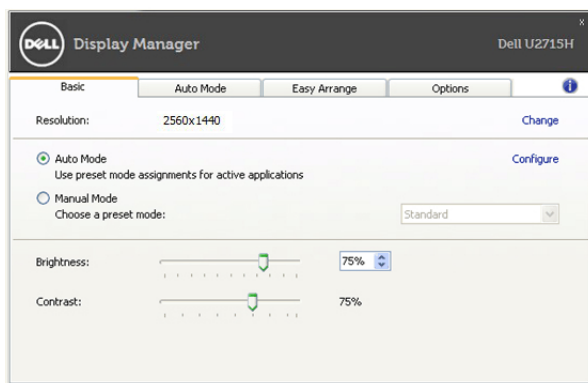 DELL Display Manager Dell U2715H
x
Basic Auto Mode Easy Arrange Options i
Resolution: 2560x1440 Change
Auto Mode Configure
Use preset mode assignments for active applications
Manual Mode
Choose a preset mode: Standard
Brightness: 75%
Contrast: 75%